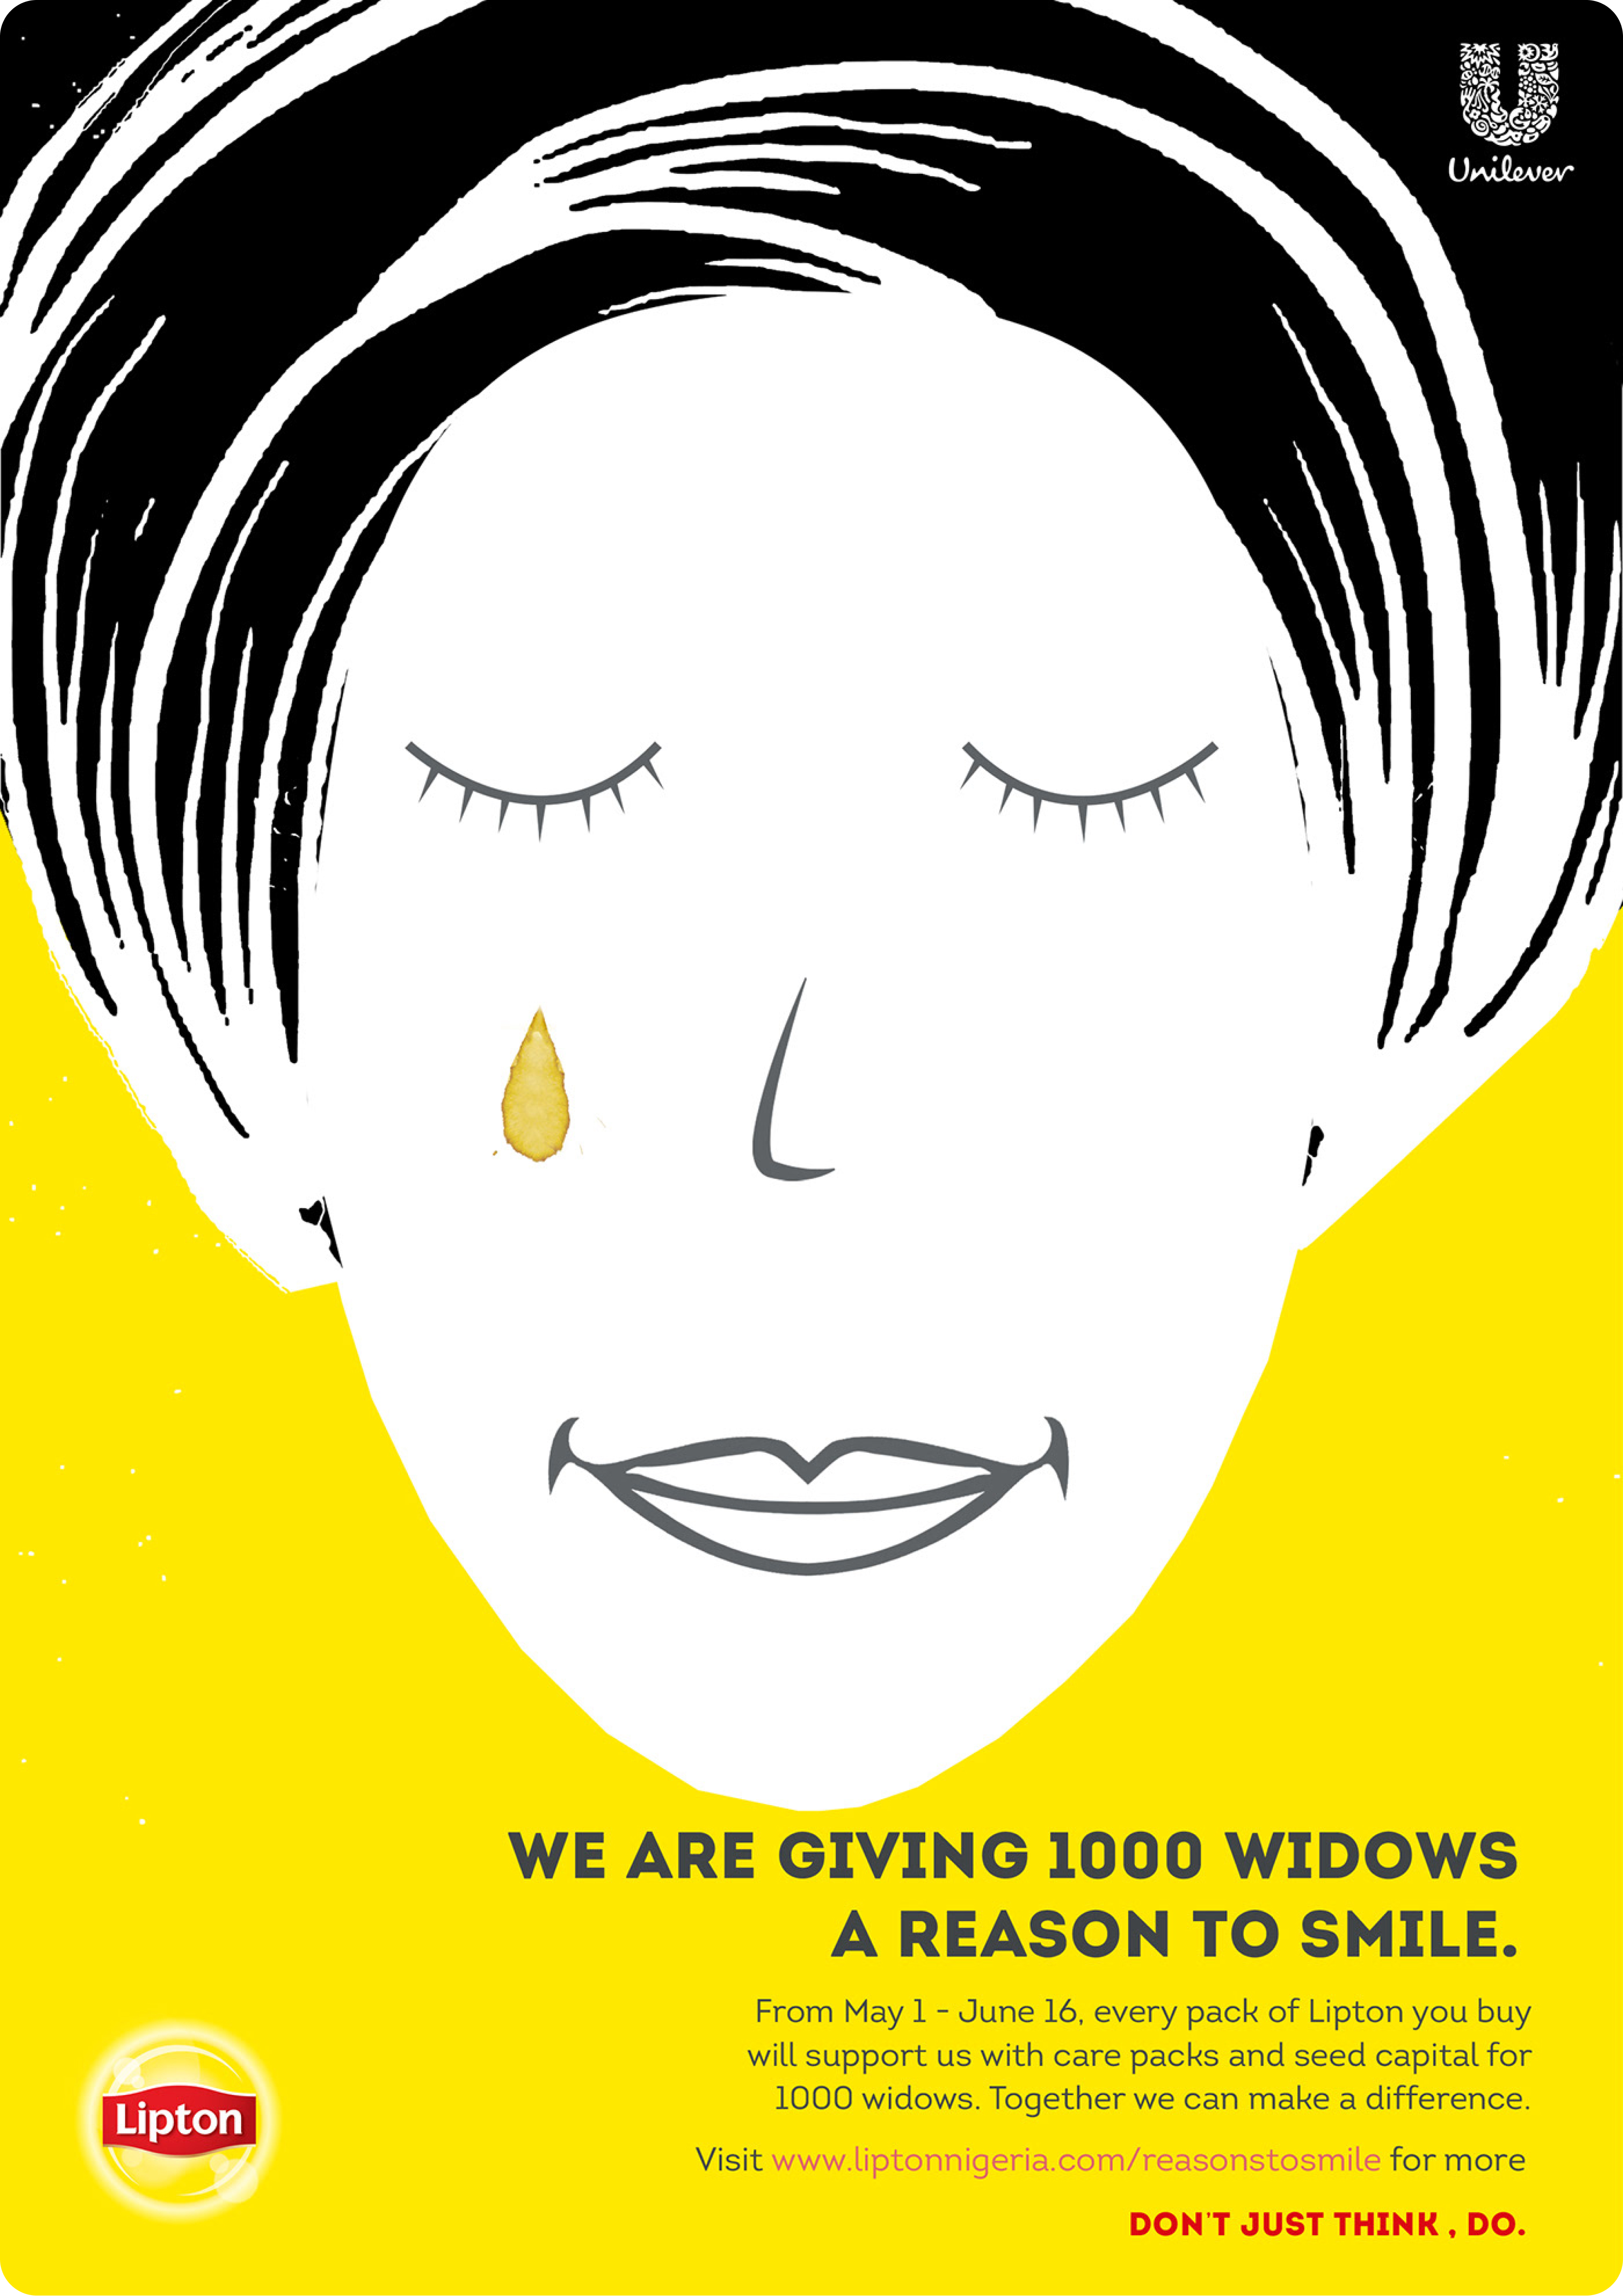 Unilever
WE ARE GIVING 1000 WIDOWS
A REASON TO SMILE.
From May 1 - June 16, every pack of Lipton you buy
will support us with care packs and seed capital for
1000 widows. Together we can make a difference.
Visit www.liptonnigeria.com/reasonstosmile for more
DON'T JUST THINK , DO.
Lipton